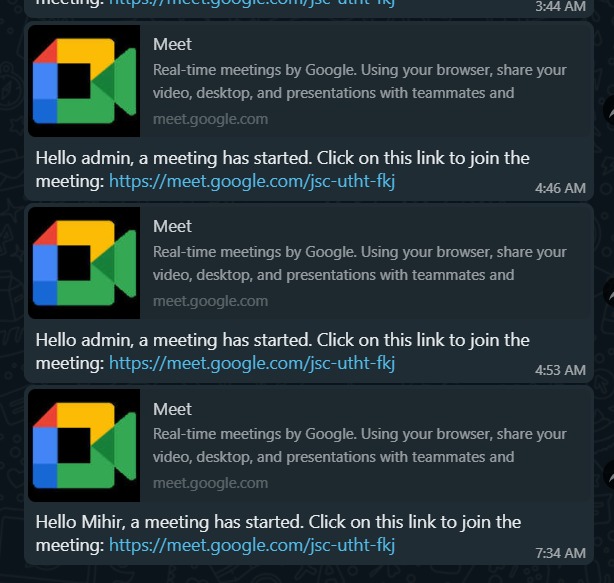 meeting: https://meet.google.com/jsc-utht-fkj
3:44 AM
Meet
Real-time meetings by Google. Using your browser, share your
video, desktop, and presentations with teammates and
meet.google.com
Hello admin, a meeting has started. Click on this link to join the
meeting: https://meet.google.com/jsc-utht-fkj
4:46 AM
Meet
Real-time meetings by Google. Using your browser, share your
video, desktop, and presentations with teammates and
meet.google.com
Hello admin, a meeting has started. Click on this link to join the
meeting: https://meet.google.com/jsc-utht-fkj
4:53 AM
Meet
Real-time meetings by Google. Using your browser, share your
video, desktop, and presentations with teammates and
meet.google.com
Hello Mihir, a meeting has started. Click on this link to join the
meeting: https://meet.google.com/jsc-utht-fkj
7:34 AM